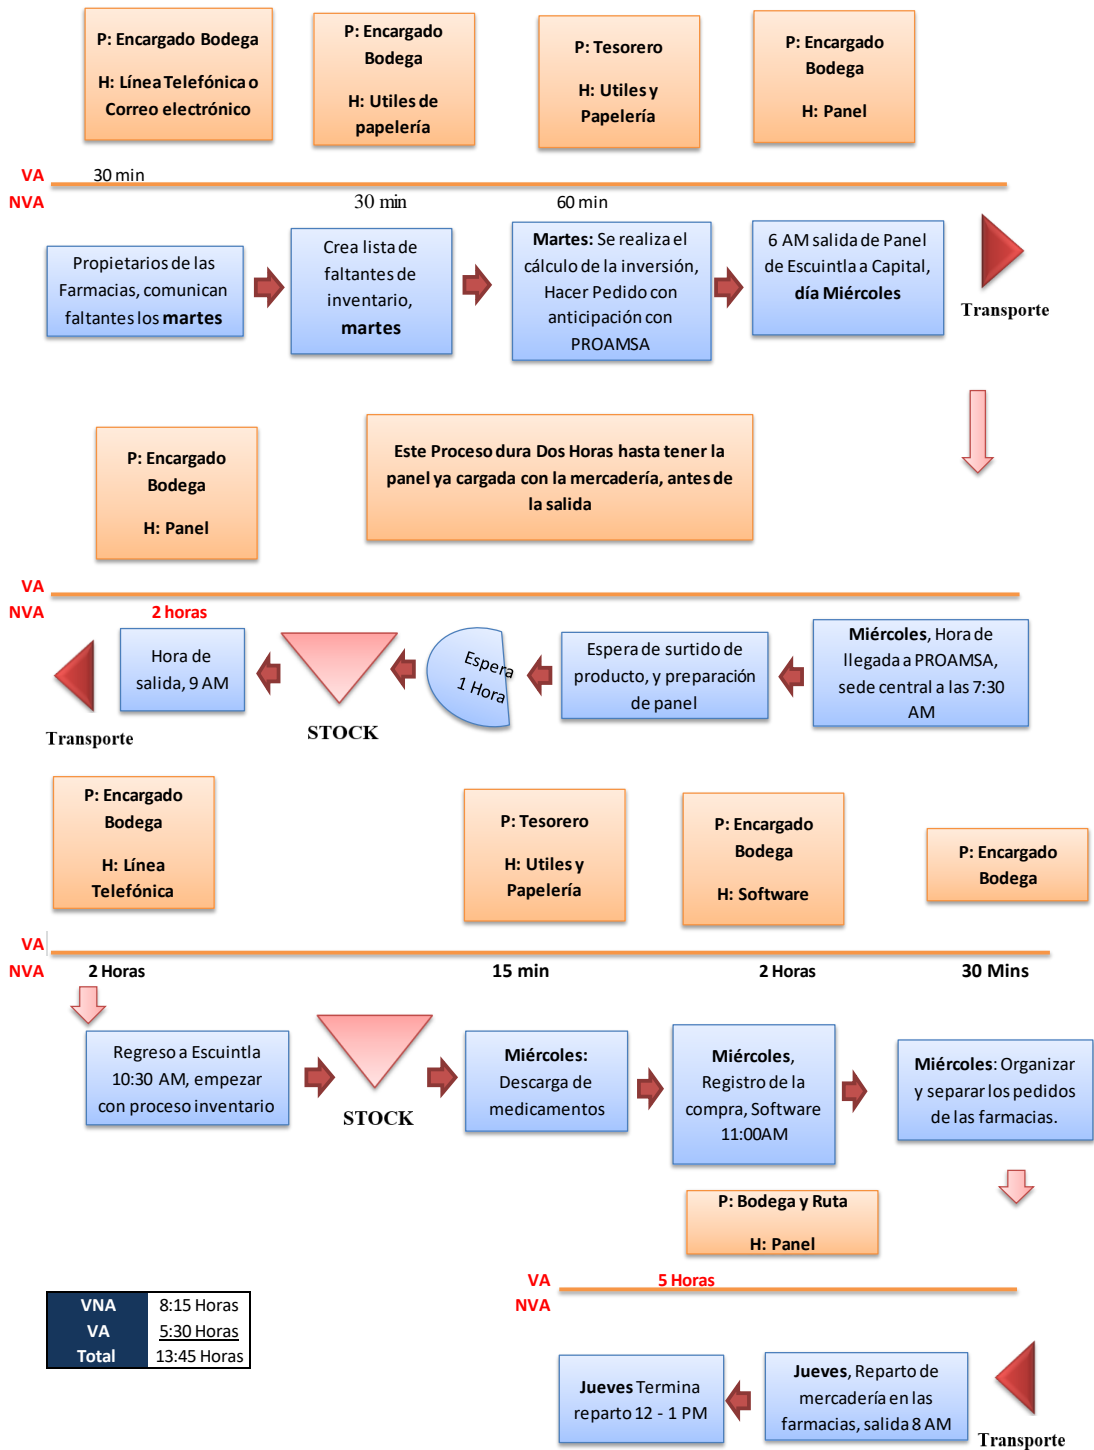 P: Encargado Bodega
H: Línea Telefónica o
Correo electrónico
P: Encargado
Bodega
H: Utiles de
papelería
P: Tesorero
H: Utiles y
Papelería
P: Encargado
Bodega
H: Panel
VA
30 min
NVA
30 min
60 min
Propietarios de las
Farmacias, comunican
faltantes los martes
Crea lista de
faltantes de
inventario,
martes
Martes: Se realiza el
cálculo de la inversión,
Hacer Pedido con
anticipación con
PROAMSA
6 AM salida de Panel
de Escuintla a Capital,
día Miércoles
Transporte
P: Encargado
Bodega
H: Panel
Este Proceso dura Dos Horas hasta tener la
panel ya cargada con la mercadería, antes de
la salida
VA
NVA
2 horas
Transporte
Hora de
salida, 9 AM
STOCK
Espera
1 Hora
Espera de surtido de
producto, y preparación
de panel
Miércoles, Hora de
llegada a PROAMSA,
sede central a las 7:30
AM
P: Encargado
Bodega
H: Línea
Telefónica
P: Tesorero
H: Utiles y
Papelería
P: Encargado
Bodega
H: Software
P: Encargado
Bodega
VA
NVA
2 Horas
15 min
2 Horas
30 Mins
Regreso a Escuintla
10:30 AM, empezar
con proceso inventario
STOCK
Miércoles:
Descarga de
medicamentos
Miércoles,
Registro de la
compra, Software
11:00AM
Miércoles: Organizar
y separar los pedidos
de las farmacias.
P: Bodega y Ruta
H: Panel
VA
5 Horas
NVA
VNA 8:15 Horas
VA 5:30 Horas
Total 13:45 Horas
Jueves Termina
reparto 12 - 1 PM
Jueves, Reparto de
mercadería en las
farmacias, salida 8 AM
Transporte